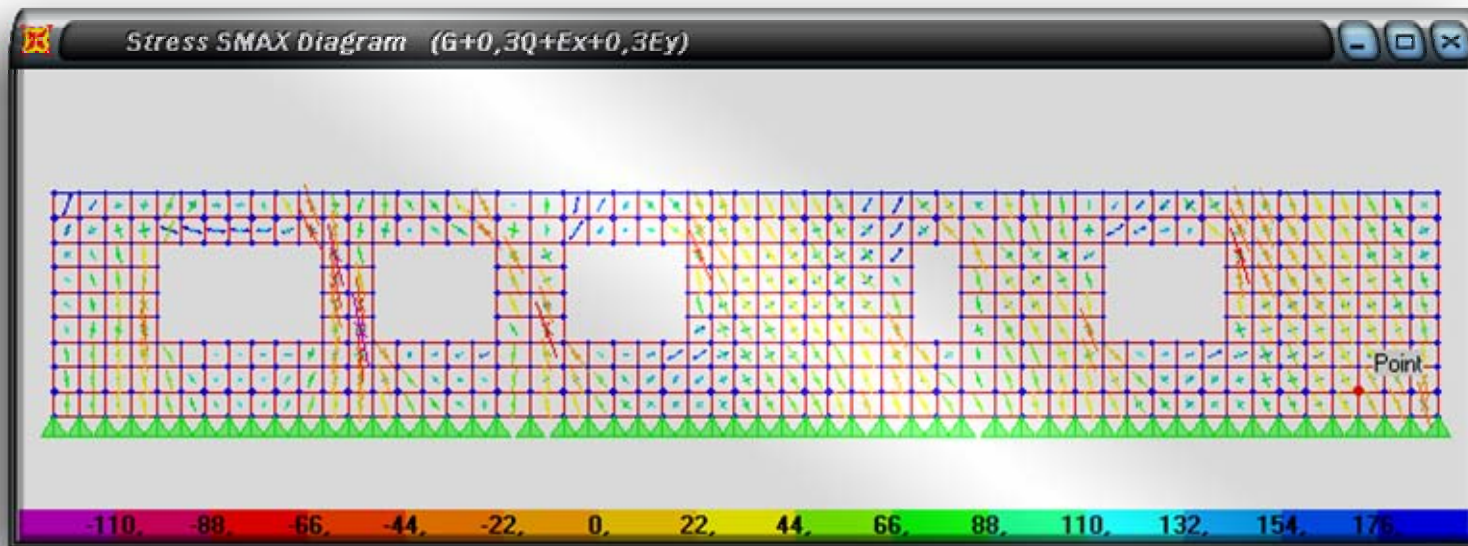 Stress SMAX Diagram (G+0,3Q+Ex+0,3Ey)
Point
-110, -88, -66, -44, -22, 0, 22, 44, 66, 88, 110, 132, 154, 176,